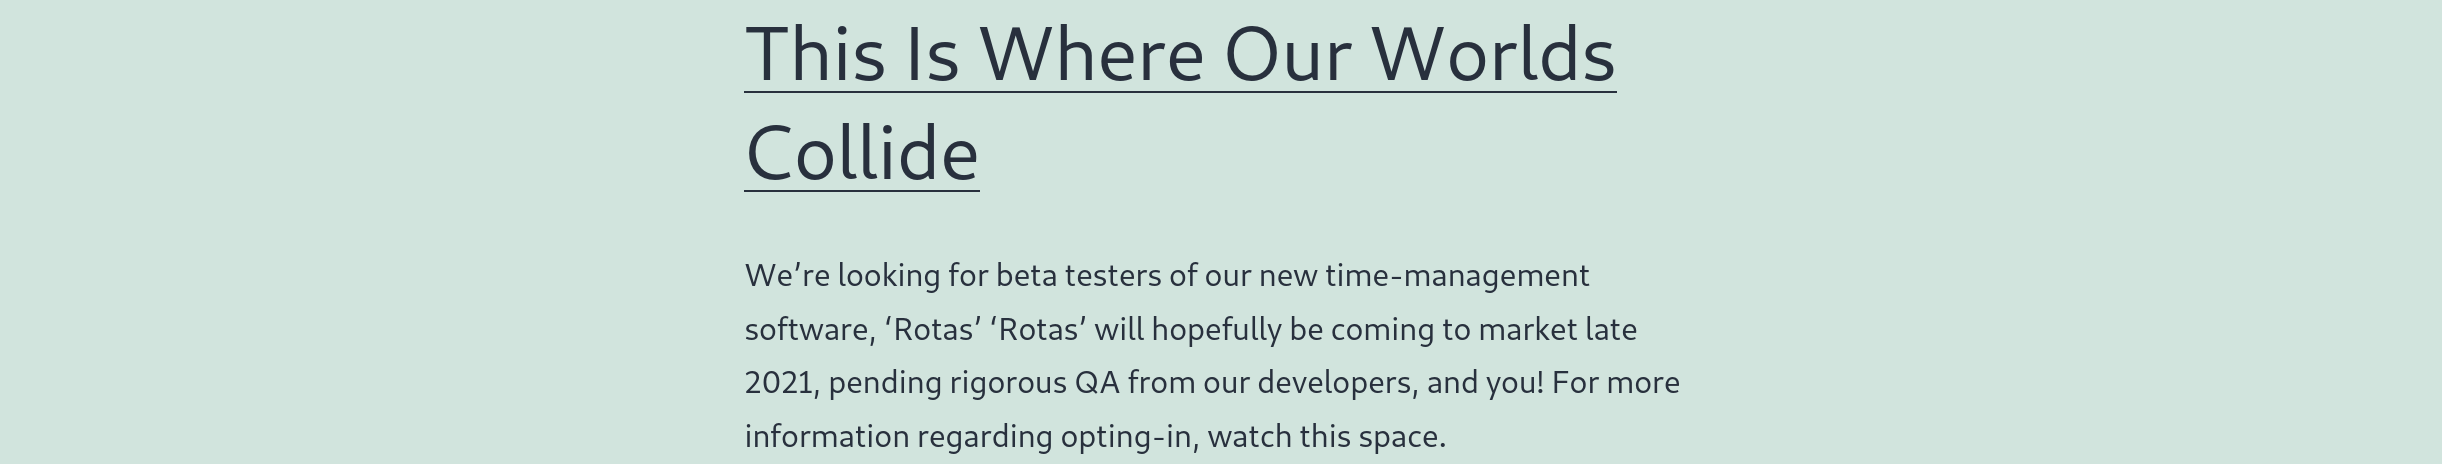 This Is Where Our Worlds
Collide
We’re looking for beta testers of our new time-management
software, ‘Rotas’ ‘Rotas’ will hopefully be coming to market late
2021, pending rigorous QA from our developers, and you! For more
information regarding opting-in, watch this space.